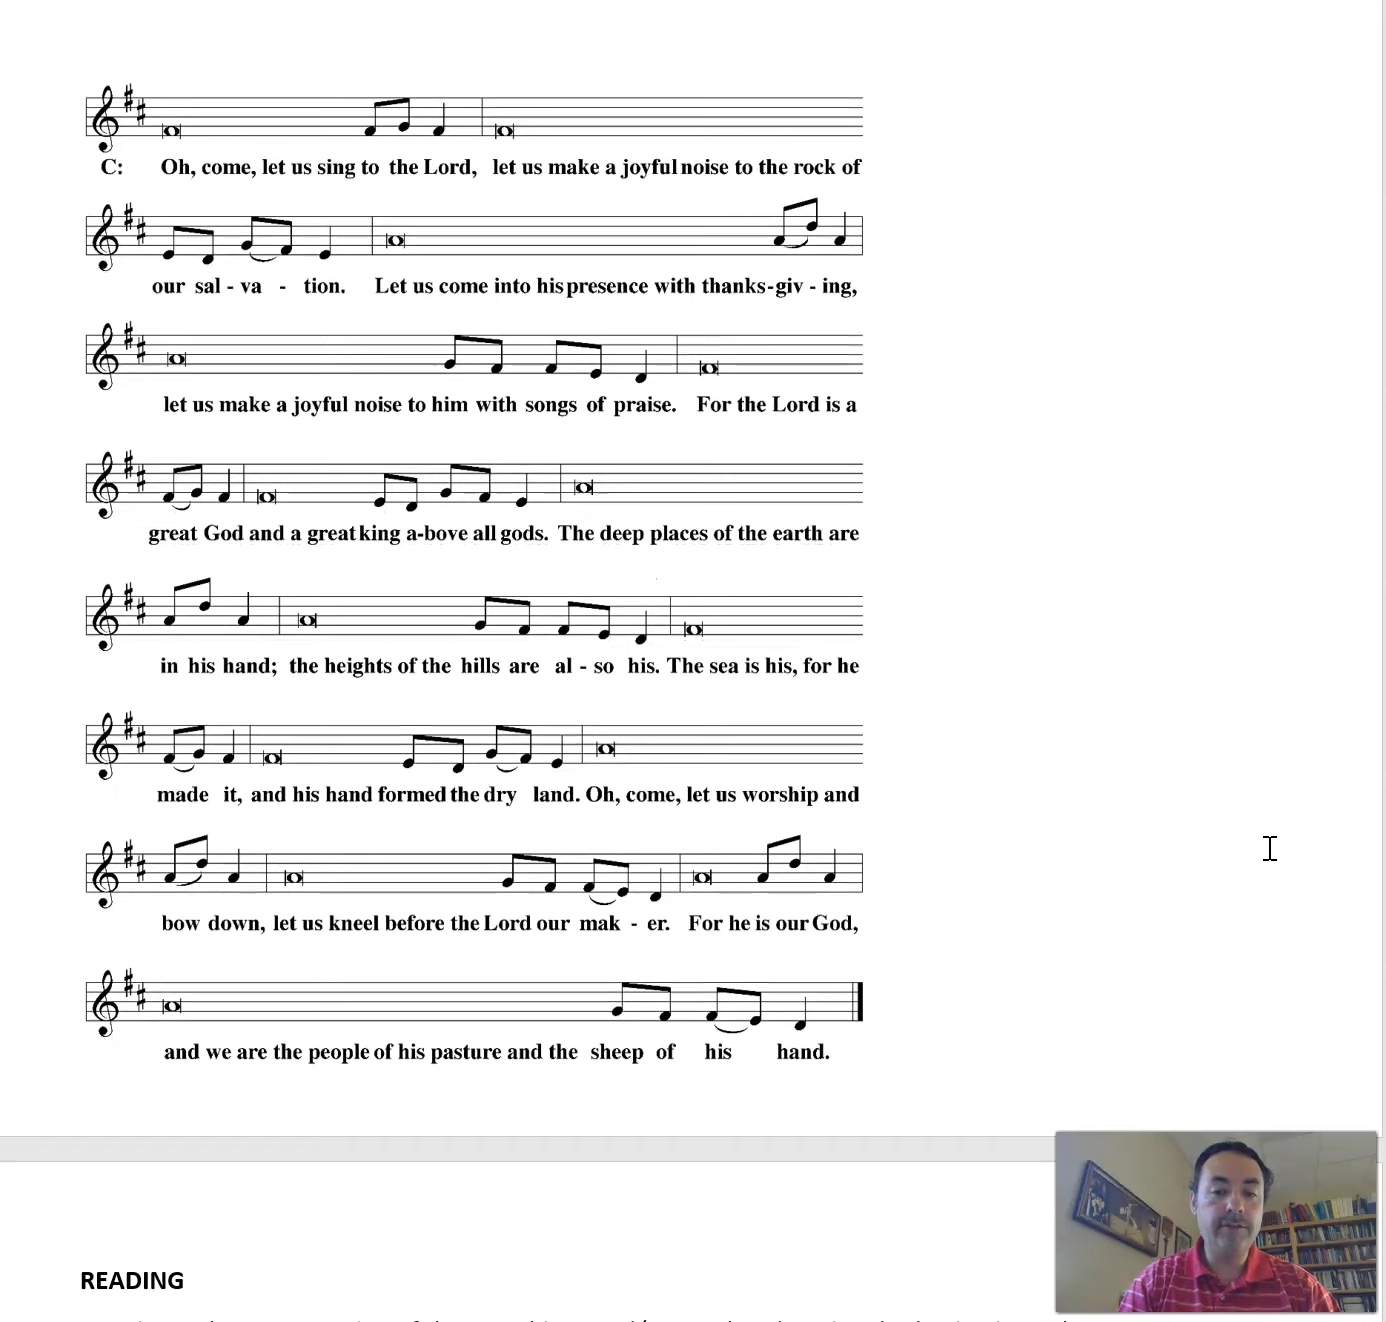 C: Oh, come, let us sing to the Lord, let us make a joyful noise to the rock of
our sal - va - tion. Let us come into his presence with thanks-giv - ing,
let us make a joyful noise to him with songs of praise. For the Lord is a
great God and a great king a-bove all gods. The deep places of the earth are
in his hand; the heights of the hills are al - so his. The sea is his, for he
made it, and his hand formed the dry land. Oh, come, let us worship and
bow down, let us kneel before the Lord our mak - er. For he is our God,
and we are the people of his pasture and the sheep of his hand.
READING